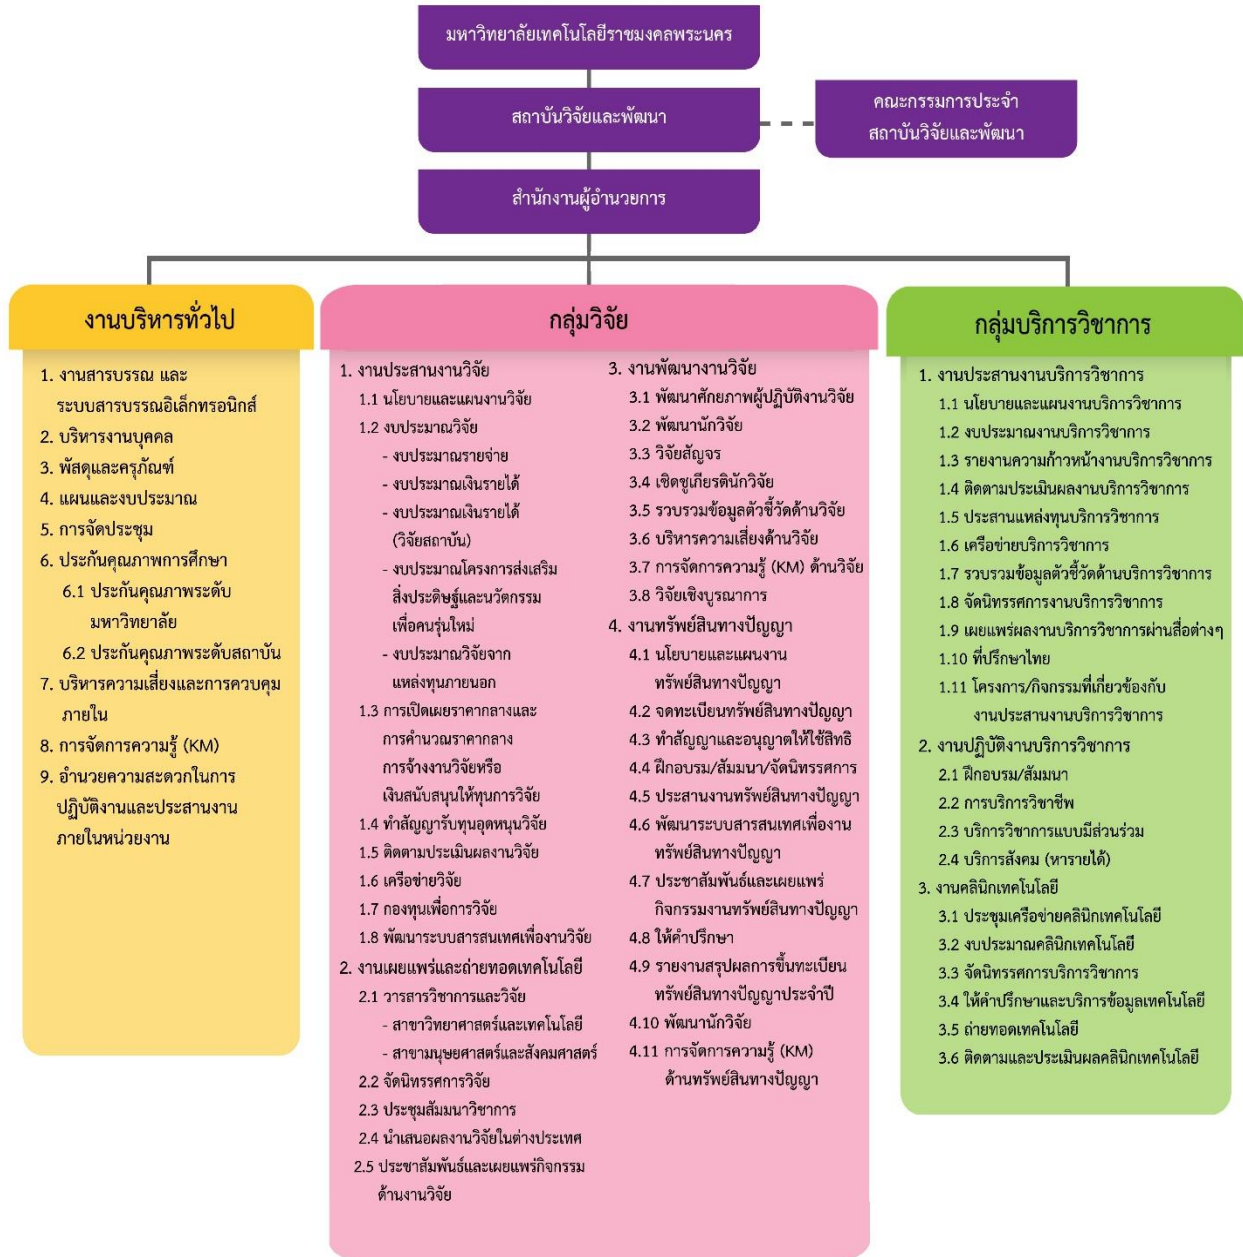 มหาวิทยาลัยเทคโนโลยีราชมงคลพระนคร
สถาบันวิจัยและพัฒนา
คณะกรรมการประจำ
สถาบันวิจัยและพัฒนา
สำนักงานผู้อำนวยการ
งานบริหารทั่วไป
1. งานสารบรรณ และ
ระบบสารบรรณอิเล็กทรอนิกส์
2. บริหารงานบุคคล
3. พัสดุและครุภัณฑ์
4. แผนและงบประมาณ
5. การจัดประชุม
6. ประกันคุณภาพการศึกษา
6.1 ประกันคุณภาพระดับ
มหาวิทยาลัย
6.2 ประกันคุณภาพระดับสถาบัน
7. บริหารความเสี่ยงและการควบคุม
ภายใน
8. การจัดการความรู้ (KM)
9. อำนวยความสะดวกในการ
ปฏิบัติงานและประสานงาน
ภายในหน่วยงาน
กลุ่มวิจัย
1. งานประสานงานวิจัย
1.1 นโยบายและแผนงานวิจัย
1.2 งบประมาณวิจัย
- งบประมาณรายจ่าย
- งบประมาณเงินรายได้
- งบประมาณเงินรายได้
(วิจัยสถาบัน)
- งบประมาณโครงการส่งเสริม
สิ่งประดิษฐ์และนวัตกรรม
เพื่อคนรุ่นใหม่
- งบประมาณวิจัยจาก
แหล่งทุนภายนอก
1.3 การเปิดเผยราคากลางและ
การคำนวณราคากลาง
การจ้างงานวิจัยหรือ
เงินสนับสนุนให้ทุนการวิจัย
1.4 ทำสัญญารับทุนอุดหนุนวิจัย
1.5 ติดตามประเมินผลงานวิจัย
1.6 เครือข่ายวิจัย
1.7 กองทุนเพื่อการวิจัย
1.8 พัฒนาระบบสารสนเทศเพื่องานวิจัย
2. งานเผยแพร่และถ่ายทอดเทคโนโลยี
2.1 วารสารวิชาการและวิจัย
- สาขาวิทยาศาสตร์และเทคโนโลยี
- สาขามนุษยศาสตร์และสังคมศาสตร์
2.2 จัดนิทรรศการวิจัย
2.3 ประชุมสัมมนาวิชาการ
2.4 นำเสนอผลงานวิจัยในต่างประเทศ
2.5 ประชาสัมพันธ์และเผยแพร่กิจกรรม
ด้านงานวิจัย
3. งานพัฒนางานวิจัย
3.1 พัฒนาศักยภาพผู้ปฏิบัติงานวิจัย
3.2 พัฒนานักวิจัย
3.3 วิจัยสัญจร
3.4 เชิดชูเกียรตินักวิจัย
3.5 รวบรวมข้อมูลตัวชี้วัดด้านวิจัย
3.6 บริหารความเสี่ยงด้านวิจัย
3.7 การจัดการความรู้ (KM) ด้านวิจัย
3.8 วิจัยเชิงบูรณาการ
4. งานทรัพย์สินทางปัญญา
4.1 นโยบายและแผนงาน
ทรัพย์สินทางปัญญา
4.2 จดทะเบียนทรัพย์สินทางปัญญา
4.3 ทำสัญญาและอนุญาตให้ใช้สิทธิ
4.4 ฝึกอบรม/สัมมนา/จัดนิทรรศการ
4.5 ประสานงานทรัพย์สินทางปัญญา
4.6 พัฒนาระบบสารสนเทศเพื่องาน
ทรัพย์สินทางปัญญา
4.7 ประชาสัมพันธ์และเผยแพร่
กิจกรรมงานทรัพย์สินทางปัญญา
4.8 ให้คำปรึกษา
4.9 รายงานสรุปผลการขึ้นทะเบียน
ทรัพย์สินทางปัญญาประจำปี
4.10 พัฒนานักวิจัย
4.11 การจัดการความรู้ (KM)
ด้านทรัพย์สินทางปัญญา
กลุ่มบริการวิชาการ
1. งานประสานงานบริการวิชาการ
1.1 นโยบายและแผนงานบริการวิชาการ
1.2 งบประมาณงานบริการวิชาการ
1.3 รายงานความก้าวหน้างานบริการวิชาการ
1.4 ติดตามประเมินผลงานบริการวิชาการ
1.5 ประสานแหล่งทุนบริการวิชาการ
1.6 เครือข่ายบริการวิชาการ
1.7 รวบรวมข้อมูลตัวชี้วัดด้านบริการวิชาการ
1.8 จัดนิทรรศการงานบริการวิชาการ
1.9 เผยแพร่ผลงานบริการวิชาการผ่านสื่อต่างๆ
1.10 ที่ปรึกษาไทย
1.11 โครงการ/กิจกรรมที่เกี่ยวข้องกับ
งานประสานงานบริการวิชาการ
2. งานปฏิบัติงานบริการวิชาการ
2.1 ฝึกอบรม/สัมมนา
2.2 การบริการวิชาชีพ
2.3 บริการวิชาการแบบมีส่วนร่วม
2.4 บริการสังคม (หารายได้)
3. งานคลินิกเทคโนโลยี
3.1 ประชุมเครือข่ายคลินิกเทคโนโลยี
3.2 งบประมาณคลินิกเทคโนโลยี
3.3 จัดนิทรรศการบริการวิชาการ
3.4 ให้คำปรึกษาและบริการข้อมูลเทคโนโลยี
3.5 ถ่ายทอดเทคโนโลยี
3.6 ติดตามและประเมินผลคลินิกเทคโนโลยี